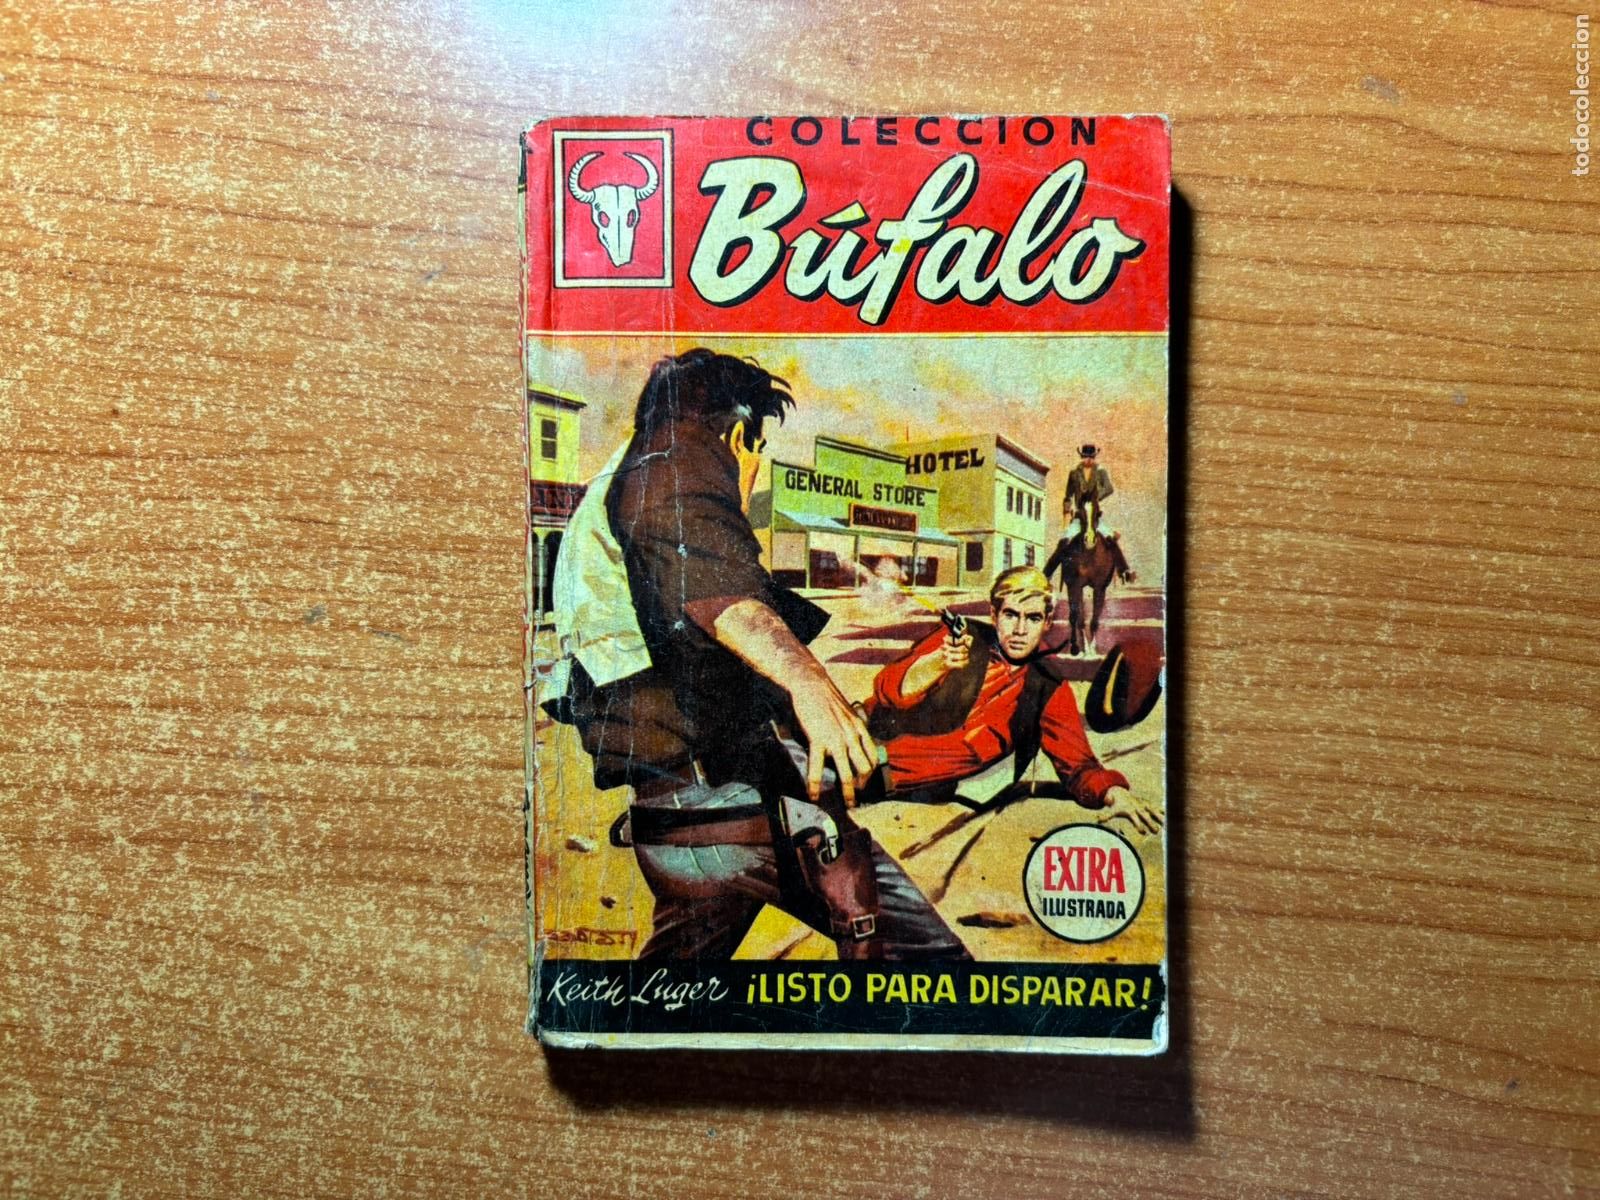 COLECCION
Búfalo
HOTEL
GENERAL STORE
EXTRA
ILUSTRADA
Keith Luger ¡LISTO PARA DISPARAR!
todocoleccion